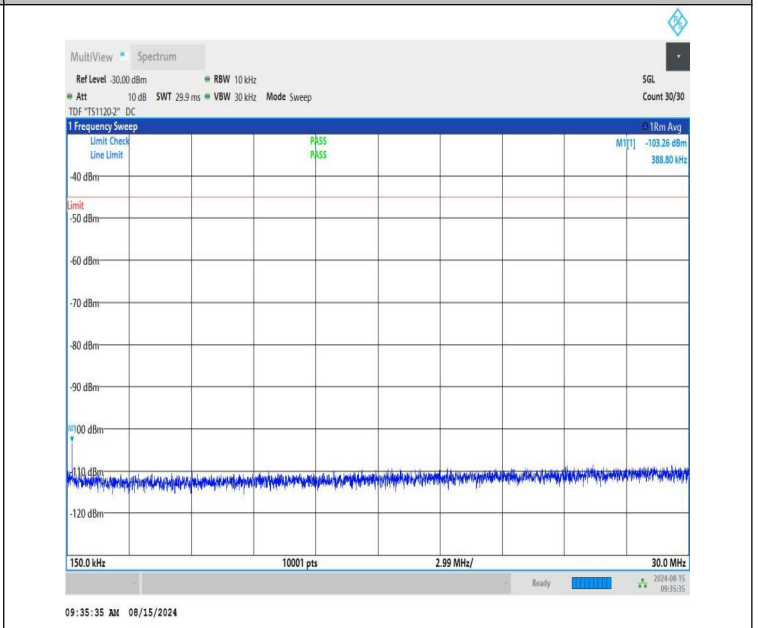 MultiView Spectrum
Ref Level -30.00 dBm RBW 10 kHz SGL
Att 10 dB SWT 29.9 ms VBW 30 kHz Mode Sweep Count 30/30
TDF "TS1120-2" DC
1 Frequency Sweep 1Rm Avg
Limit Check PASS M1[1] -103.26 dBm
Line Limit PASS 388.80 kHz
-40 dBm
Limit
-50 dBm
-60 dBm
-70 dBm
-80 dBm
-90 dBm
M1
-100 dBm
-110 dBm
-120 dBm
150.0 kHz 10001 pts 2.99 MHz/ 30.0 MHz
Ready 2024-08-15
09:35:35
09:35:35 AM 08/15/2024